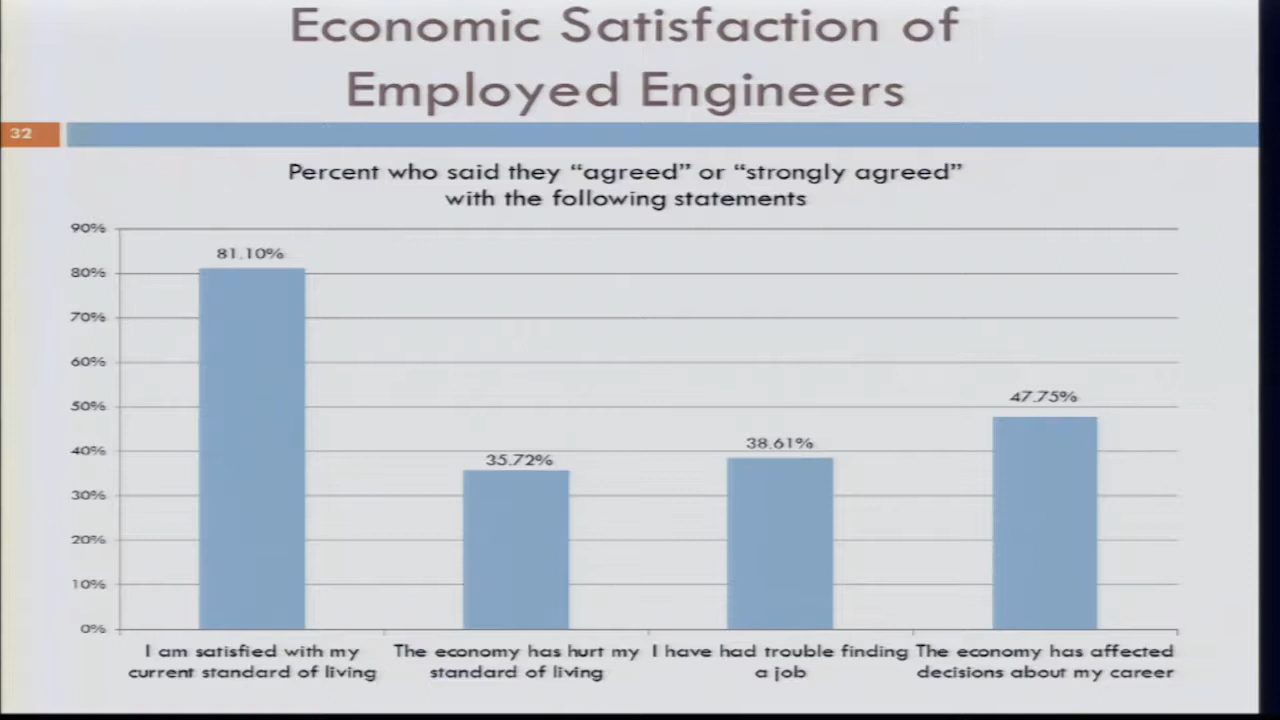 Economic Satisfaction of
Employed Engineers
32
Percent who said they “agreed” or “strongly agreed”
with the following statements
90%
80%
70%
60%
50%
40%
30%
20%
10%
0%
81.10%
35.72%
38.61%
47.75%
I am satisfied with my
current standard of living
The economy has hurt my
standard of living
I have had trouble finding
a job
The economy has affected
decisions about my career